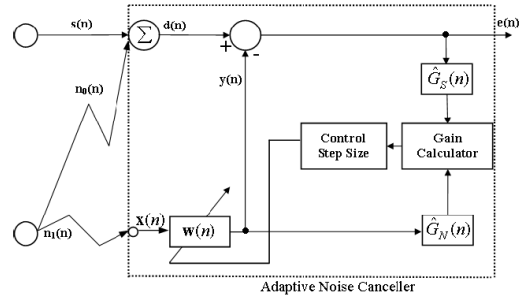 s(n)
Σ
d(n)
e(n)
+
-
n₀(n)
y(n)
Ĝ_S(n)
Control
Step Size
Gain
Calculator
n₁(n)
x(n)
w(n)
Ĝ_N(n)
Adaptive Noise Canceller